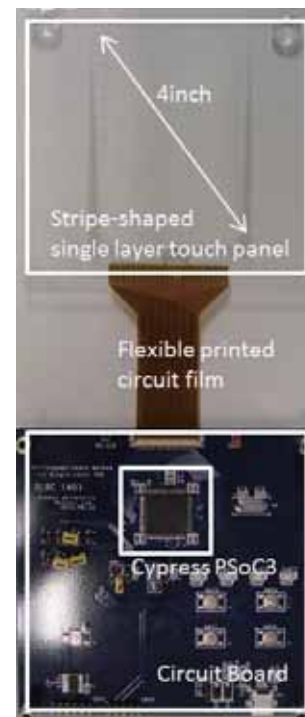 4inch
Stripe-shaped
single layer touch panel
Flexible printed
circuit film
Cypress PSoC3
Circuit Board